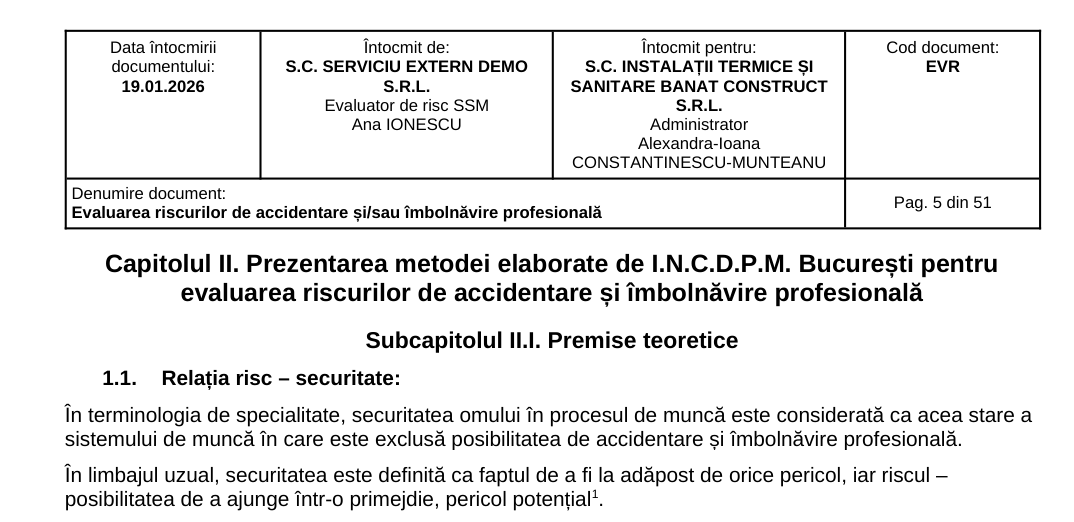 Data întocmirii
documentului:
19.01.2026
Întocmit de:
S.C. SERVICIU EXTERN DEMO
S.R.L.
Evaluator de risc SSM
Ana IONESCU
Întocmit pentru:
S.C. INSTALAȚII TERMICE ȘI
SANITARE BANAT CONSTRUCT
S.R.L.
Administrator
Alexandra-Ioana
CONSTANTINESCU-MUNTEANU
Cod document:
EVR
Denumire document:
Evaluarea riscurilor de accidentare și/sau îmbolnăvire profesională
Pag. 5 din 51
Capitolul II. Prezentarea metodei elaborate de I.N.C.D.P.M. București pentru
evaluarea riscurilor de accidentare și îmbolnăvire profesională
Subcapitolul II.I. Premise teoretice
1.1. Relația risc – securitate:
În terminologia de specialitate, securitatea omului în procesul de muncă este considerată ca acea stare a
sistemului de muncă în care este exclusă posibilitatea de accidentare și îmbolnăvire profesională.
În limbajul uzual, securitatea este definită ca faptul de a fi la adăpost de orice pericol, iar riscul –
posibilitatea de a ajunge într-o primejdie, pericol potențial¹.